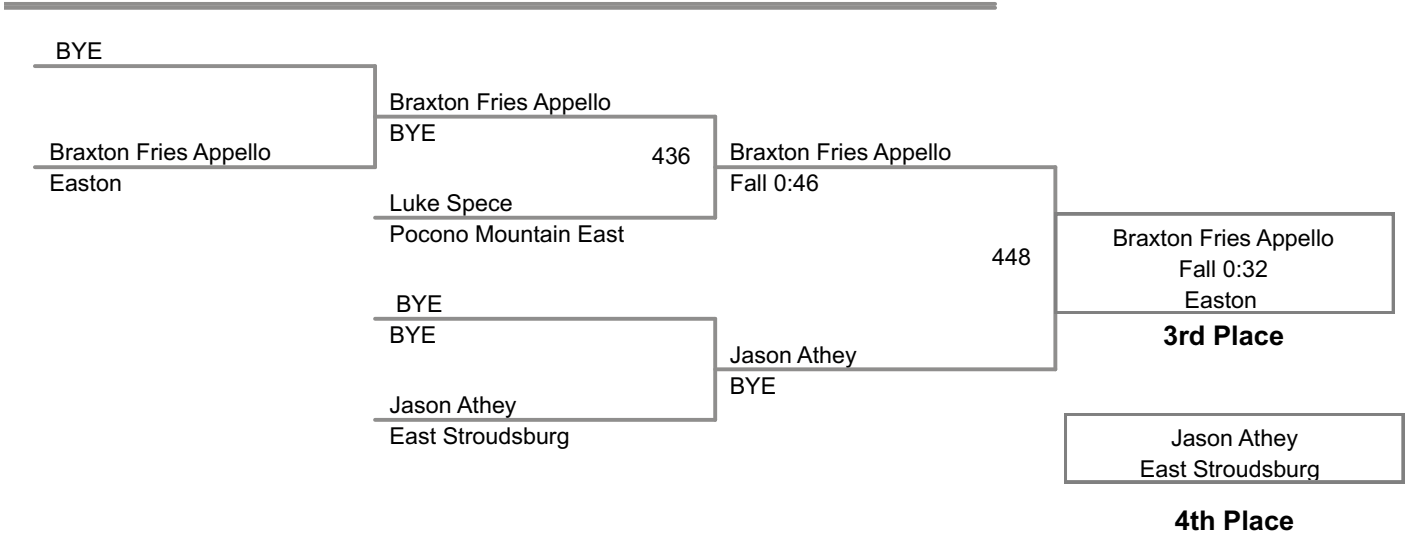 BYE
Braxton Fries Appello
Easton
Braxton Fries Appello
BYE
436
Luke Spece
Pocono Mountain East
BYE
BYE
Jason Athey
East Stroudsburg
Braxton Fries Appello
Fall 0:46
448
Jason Athey
BYE
Braxton Fries Appello
Fall 0:32
Easton
3rd Place
Jason Athey
East Stroudsburg
4th Place